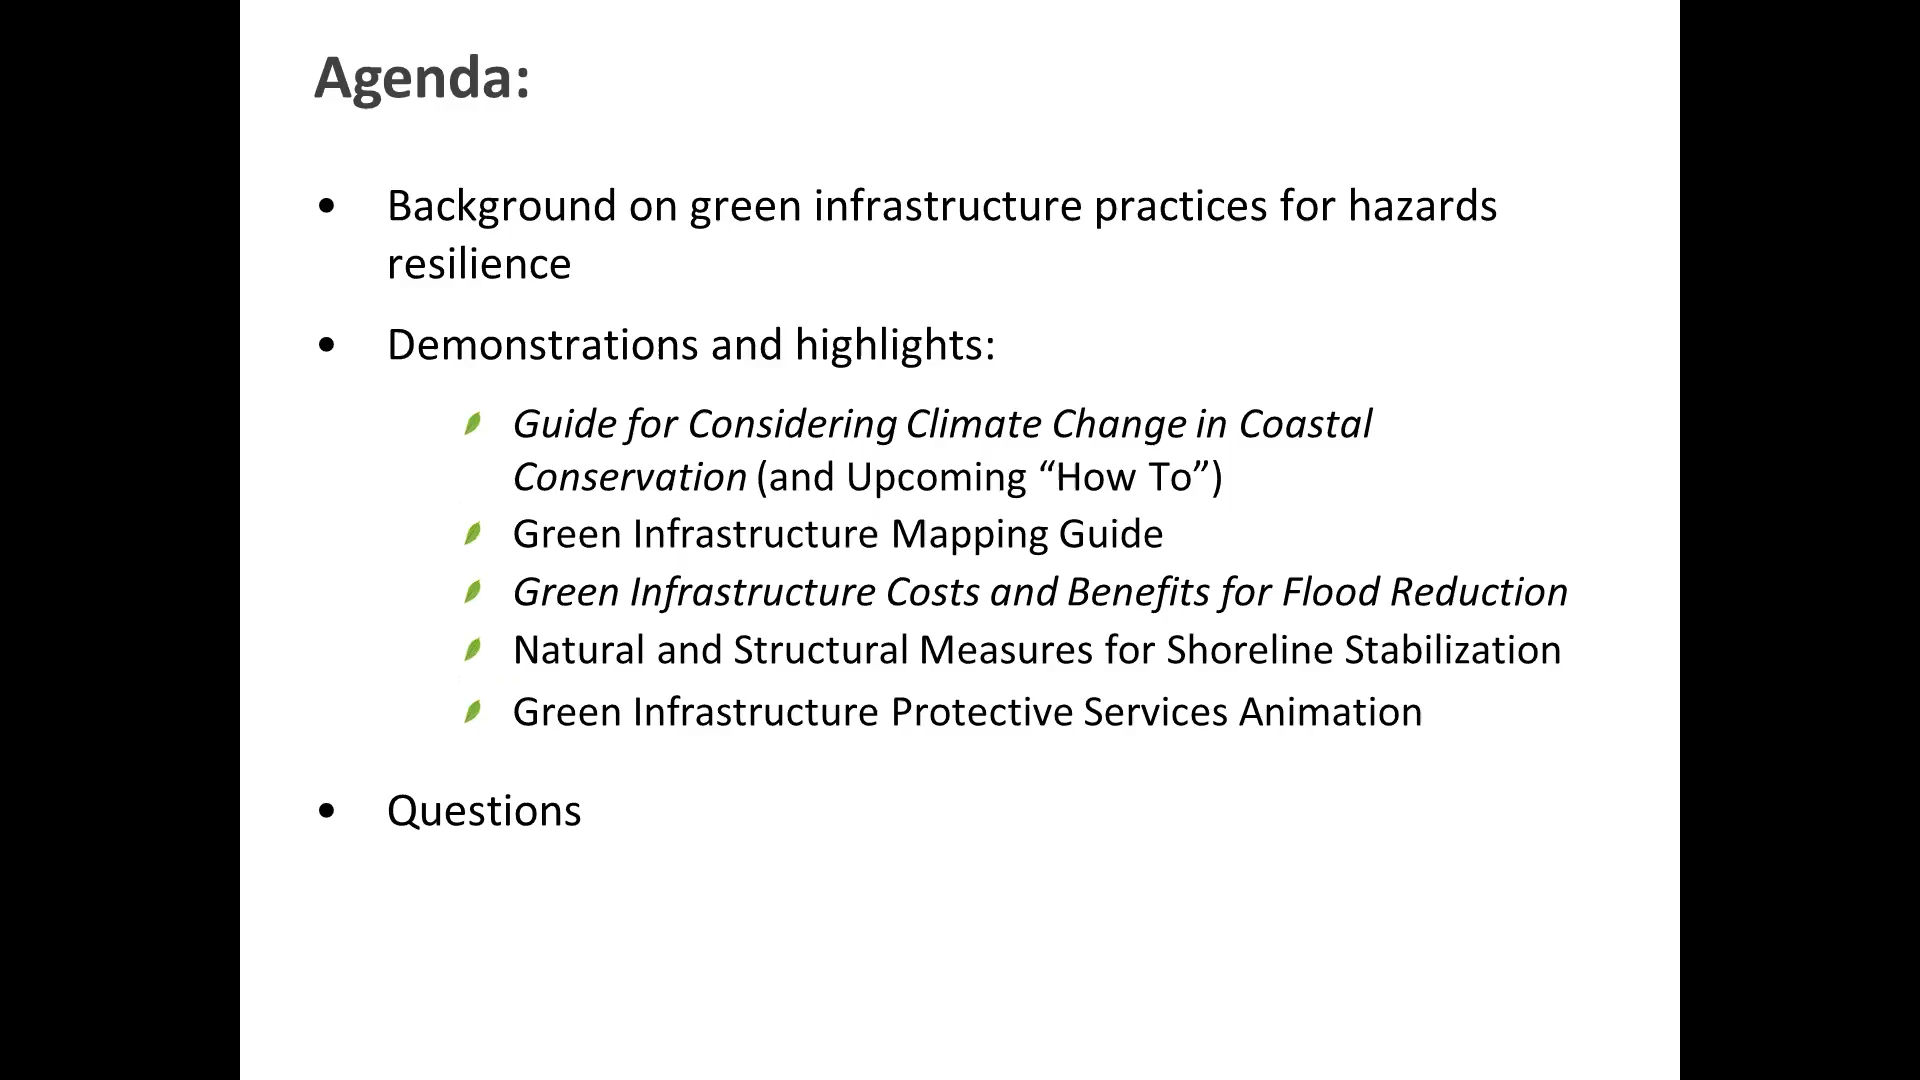 Agenda:
• Background on green infrastructure practices for hazards
resilience
• Demonstrations and highlights:
Guide for Considering Climate Change in Coastal
Conservation (and Upcoming “How To”)
Green Infrastructure Mapping Guide
Green Infrastructure Costs and Benefits for Flood Reduction
Natural and Structural Measures for Shoreline Stabilization
Green Infrastructure Protective Services Animation
• Questions